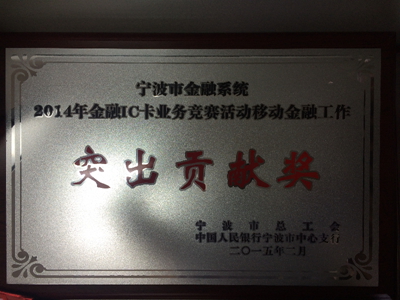 宁波市金融系统
2014年金融IC卡业务竞赛活动移动金融工作
突出贡献奖
宁波市总工会
中国人民银行宁波市中心支行
二〇一五年二月